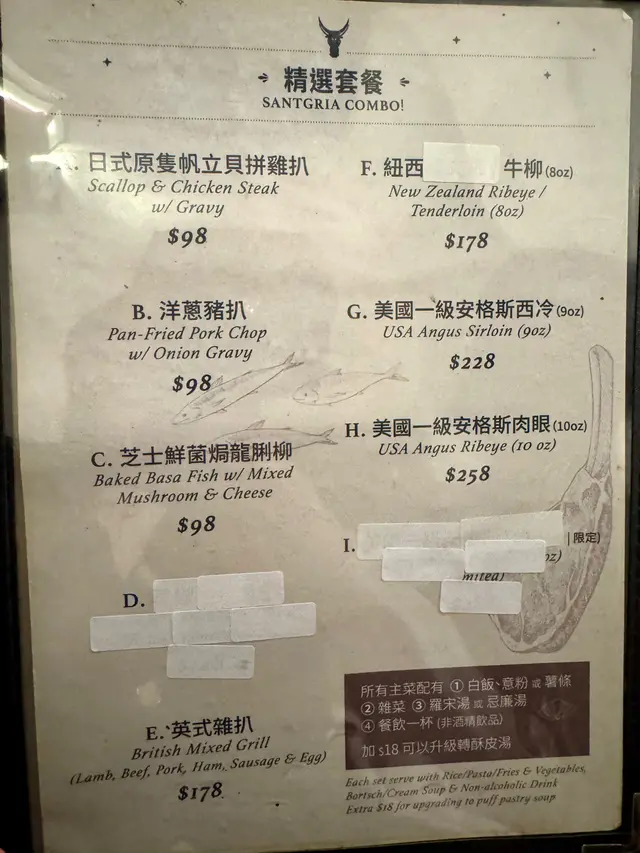 精選套餐
SANTGRIA COMBO!
日式原隻帆立貝拼雞扒
Scallop & Chicken Steak
w/ Gravy
$98
B. 洋蔥豬扒
Pan-Fried Pork Chop
w/ Onion Gravy
$98
C. 芝士鮮菌焗龍脷柳
Baked Basa Fish w/ Mixed
Mushroom & Cheese
$98
D.
E. 英式雜扒
British Mixed Grill
(Lamb, Beef, Pork, Ham, Sausage & Egg)
$178
F. 紐西 牛柳 (8oz)
New Zealand Ribeye /
Tenderloin (8oz)
$178
G. 美國一級安格斯西冷 (9oz)
USA Angus Sirloin (9oz)
$228
H. 美國一級安格斯肉眼 (10oz)
USA Angus Ribeye (10 oz)
$258
I. 限定)
oz)
mited)
所有主菜配有 ① 白飯、意粉 或 薯條
② 雜菜 ③ 羅宋湯 或 忌廉湯
④ 餐飲一杯 (非酒精飲品)
加 $18 可以升級轉酥皮湯
Each set serve with Rice/Pasta/Fries & Vegetables,
Bortsch/Cream Soup & Non-alcoholic Drink
Extra $18 for upgrading to puff pastry soup